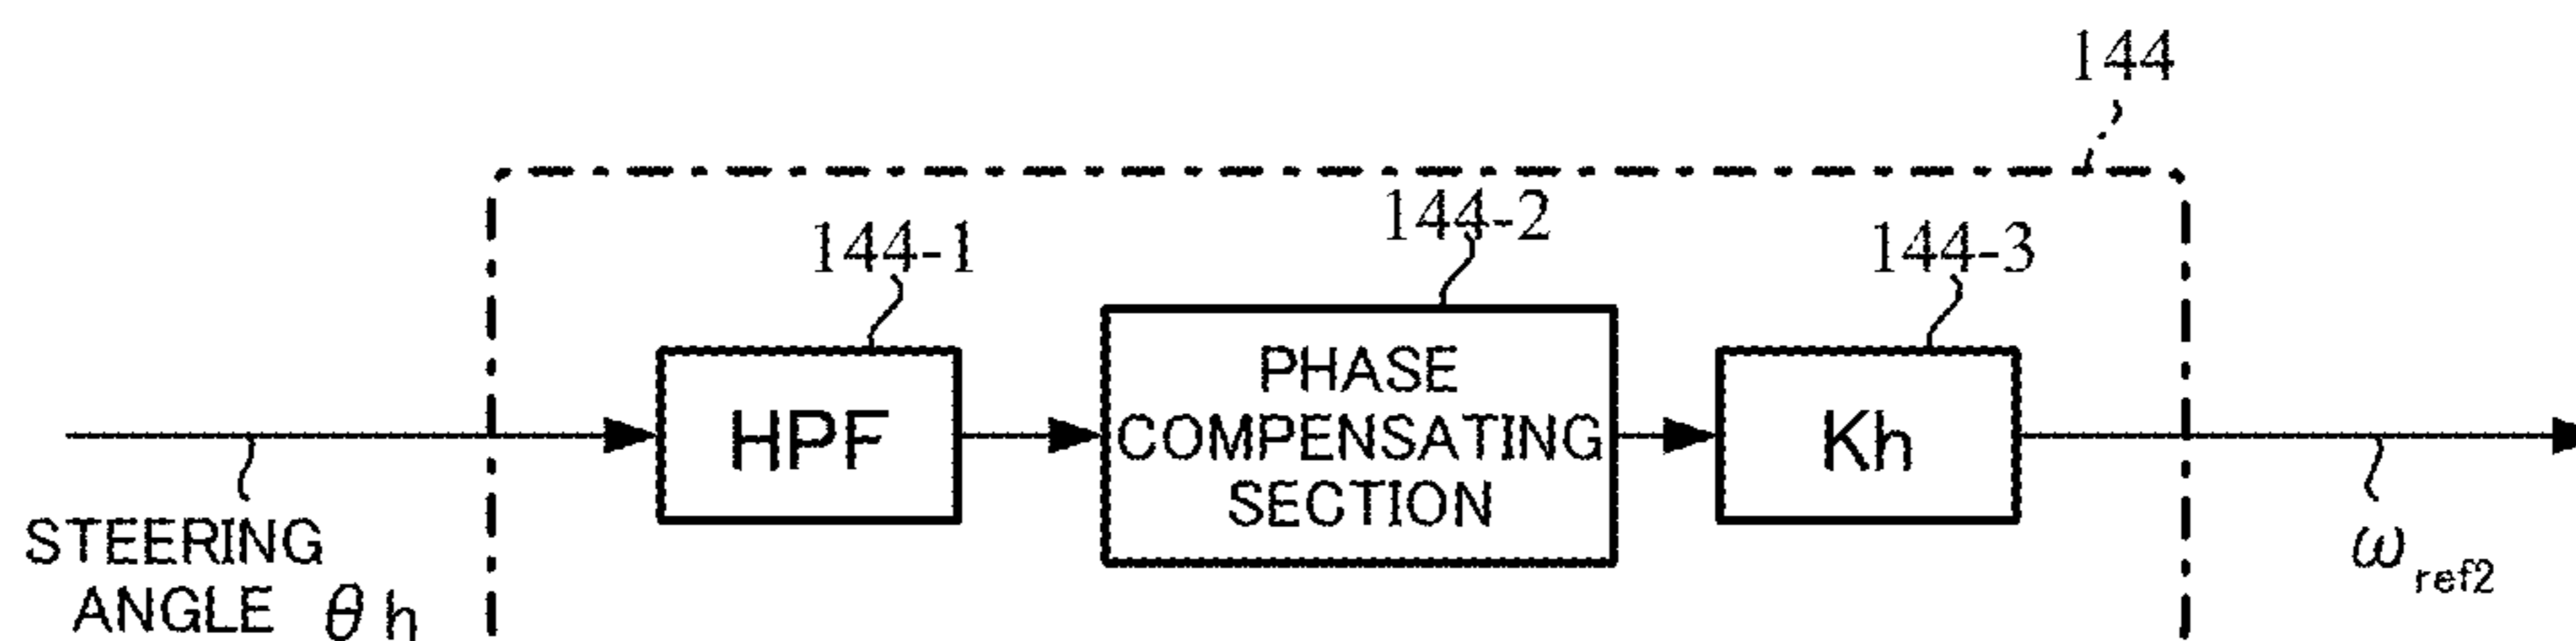 144
144-2
144-1
144-3
HPF
PHASE
COMPENSATING
SECTION
Kh
STEERING
ANGLE θh
ωref2